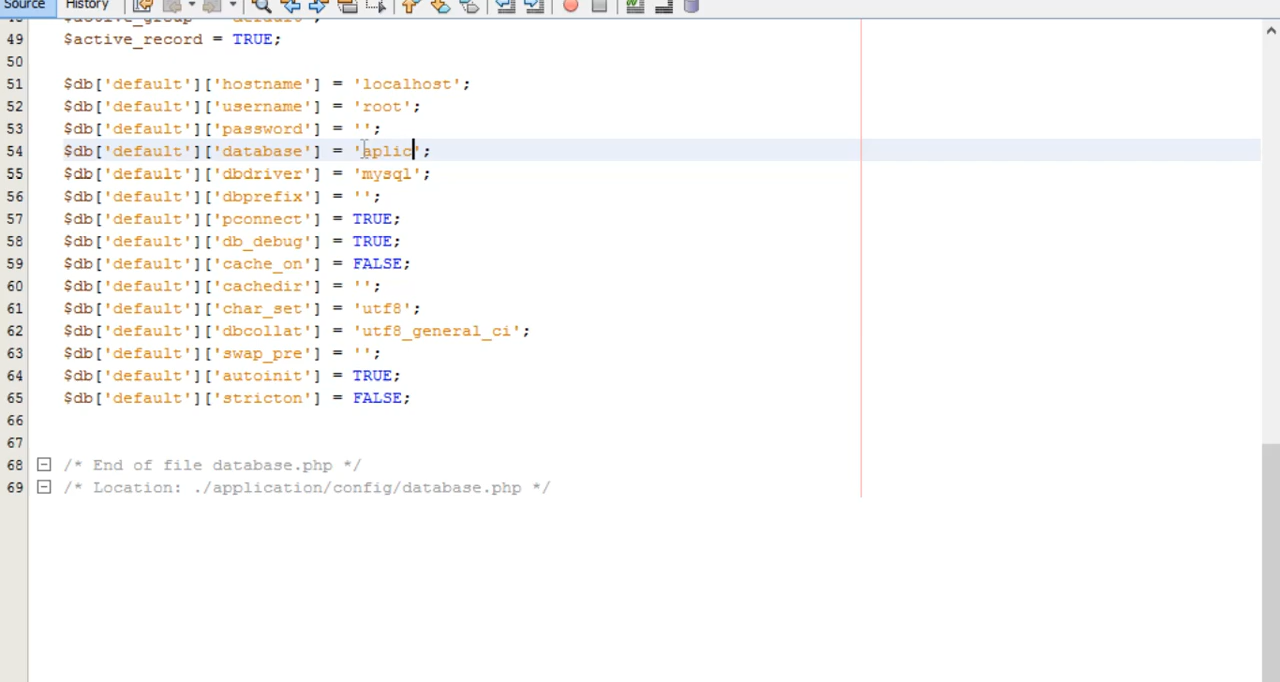 Source History
$active_group = 'default';
49 $active_record = TRUE;
50
51 $db['default']['hostname'] = 'localhost';
52 $db['default']['username'] = 'root';
53 $db['default']['password'] = '';
54 $db['default']['database'] = 'aplic';
55 $db['default']['dbdriver'] = 'mysql';
56 $db['default']['dbprefix'] = '';
57 $db['default']['pconnect'] = TRUE;
58 $db['default']['db_debug'] = TRUE;
59 $db['default']['cache_on'] = FALSE;
60 $db['default']['cachedir'] = '';
61 $db['default']['char_set'] = 'utf8';
62 $db['default']['dbcollat'] = 'utf8_general_ci';
63 $db['default']['swap_pre'] = '';
64 $db['default']['autoinit'] = TRUE;
65 $db['default']['stricton'] = FALSE;
66
67
68 /* End of file database.php */
69 /* Location: ./application/config/database.php */